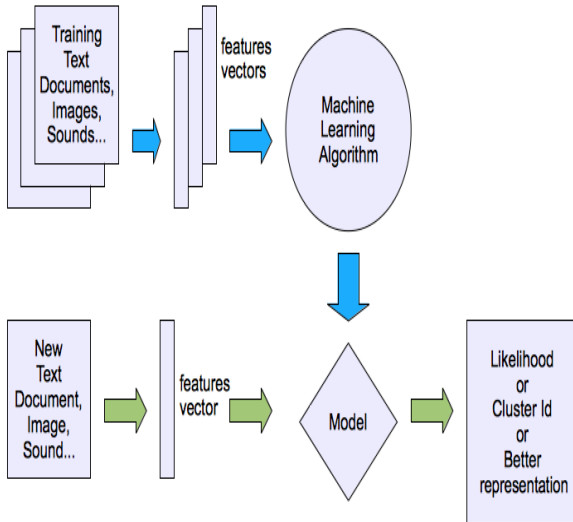 Training
Text
Documents,
Images,
Sounds...
features
vectors
Machine
Learning
Algorithm
New
Text
Document,
Image,
Sound...
features
vector
Model
Likelihood
or
Cluster Id
or
Better
representation